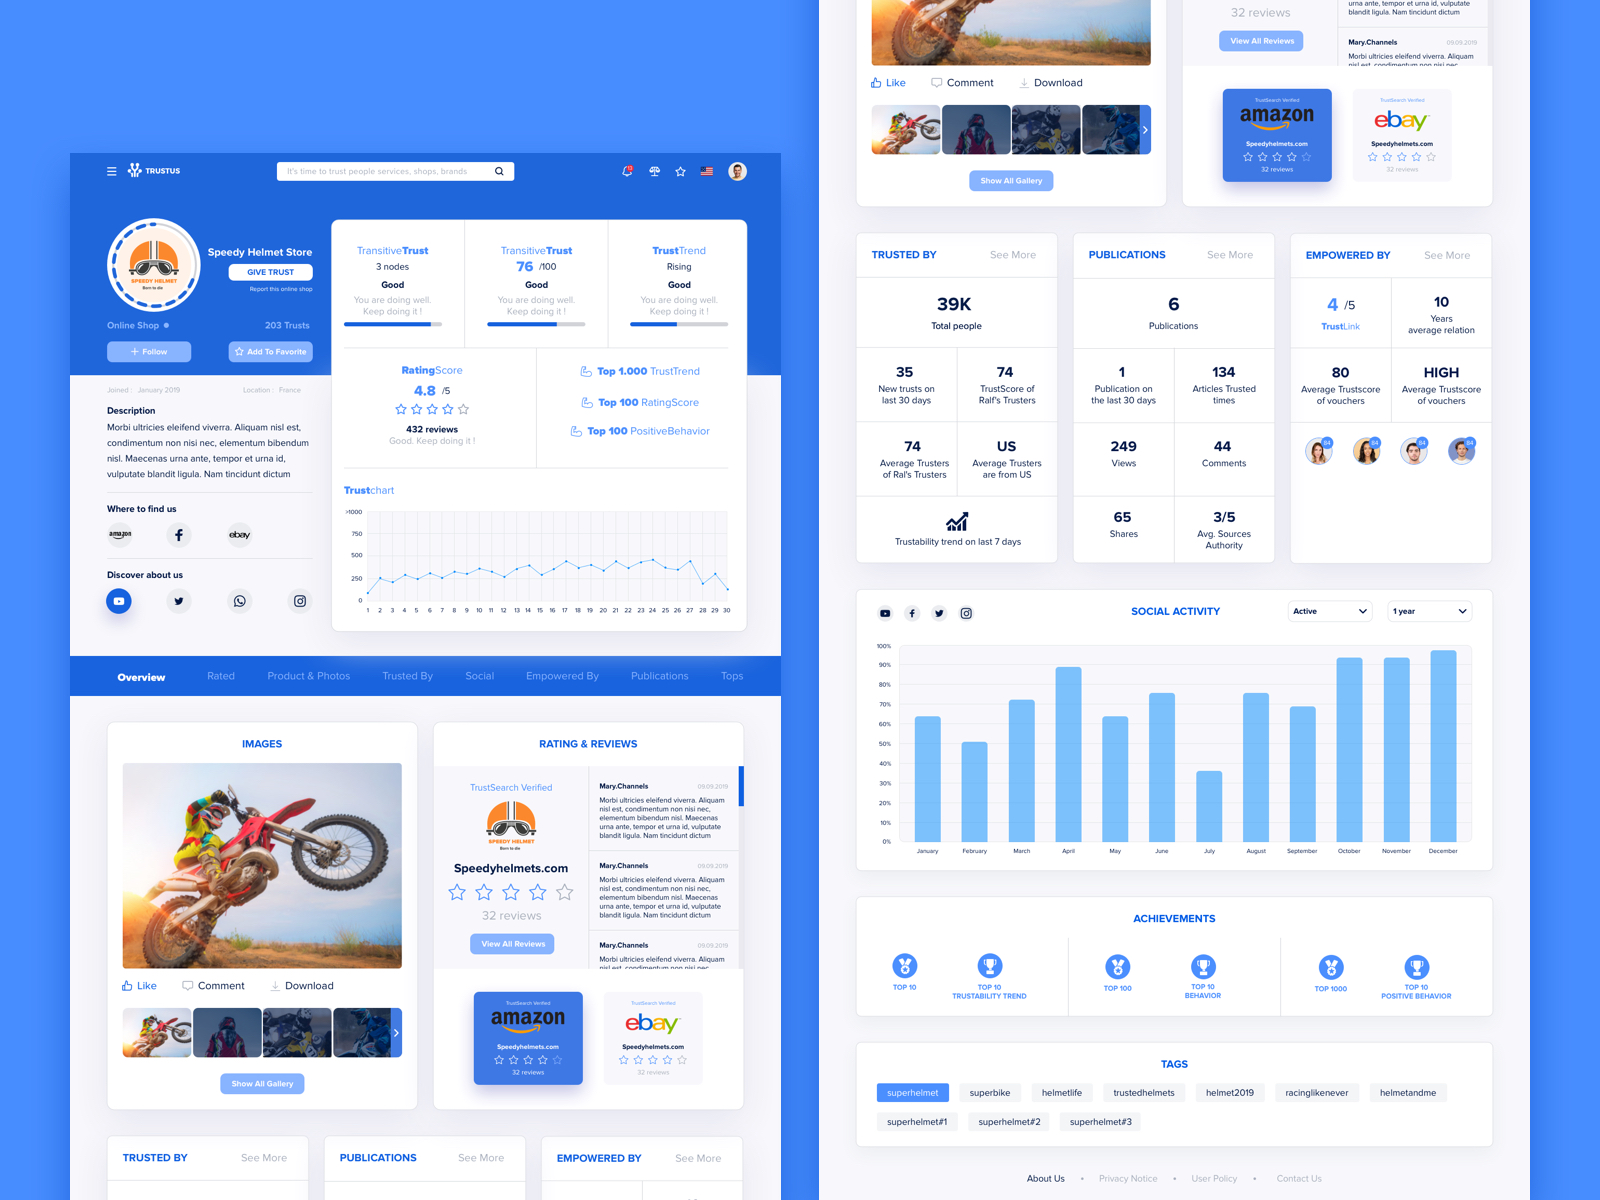 TRUSTUS
It's time to trust people services, shops, brands
SPEEDY HELMET
Born to die
Speedy Helmet Store
GIVE TRUST
Report this online shop
Online Shop
203 Trusts
Follow
Add To Favorite
Joined : January 2019
Location : France
Description
Morbi ultricies eleifend viverra. Aliquam nisl est,
condimentum non nisi nec, elementum bibendum
nisl. Maecenas urna ante, tempor et urna id,
vulputate blandit ligula. Nam tincidunt dictum
Where to find us
amazon
ebay
Discover about us
TransitiveTrust
3 nodes
Good
You are doing well.
Keep doing it !
TransitiveTrust
76 /100
Good
You are doing well.
Keep doing it !
TrustTrend
Rising
Good
You are doing well.
Keep doing it !
RatingScore
4.8 /5
432 reviews
Good. Keep doing it !
Top 1.000 TrustTrend
Top 100 RatingScore
Top 100 PositiveBehavior
Trustchart
>1000
750
500
250
0
1 2 3 4 5 6 7 8 9 10 11 12 13 14 15 16 17 18 19 20 21 22 23 24 25 26 27 28 29 30
Overview
Rated
Product & Photos
Trusted By
Social
Empowered By
Publications
Tops
IMAGES
Like
Comment
Download
Show All Gallery
RATING & REVIEWS
TrustSearch Verified
SPEEDY HELMET
Born to die
Speedyhelmets.com
32 reviews
View All Reviews
Mary.Channels
09.09.2019
Morbi ultricies eleifend viverra. Aliquam
nisl est, condimentum non nisi nec,
elementum bibendum nisl. Maecenas
urna ante, tempor et urna id, vulputate
blandit ligula. Nam tincidunt dictum
Mary.Channels
09.09.2019
Morbi ultricies eleifend viverra. Aliquam
nisl est, condimentum non nisi nec,
elementum bibendum nisl. Maecenas
urna ante, tempor et urna id, vulputate
blandit ligula. Nam tincidunt dictum
Mary.Channels
09.09.2019
Morbi ultricies eleifend viverra. Aliquam
nisl est, condimentum non nisi nec,
TrustSearch Verified
amazon
Speedyhelmets.com
32 reviews
TrustSearch Verified
ebay
Speedyhelmets.com
32 reviews
TRUSTED BY
See More
PUBLICATIONS
See More
EMPOWERED BY
See More
32 reviews
View All Reviews
urna ante, tempor et urna id, vulputate
blandit ligula. Nam tincidunt dictum
Mary.Channels
09.09.2019
Morbi ultricies eleifend viverra. Aliquam
nisl est, condimentum non nisi nec,
Like
Comment
Download
Show All Gallery
TrustSearch Verified
amazon
Speedyhelmets.com
32 reviews
TrustSearch Verified
ebay
Speedyhelmets.com
32 reviews
TRUSTED BY
See More
39K
Total people
35
New trusts on
last 30 days
74
TrustScore of
Ralf's Trusters
74
Average Trusters
of Ral's Trusters
US
Average Trusters
are from US
Trustability trend on last 7 days
PUBLICATIONS
See More
6
Publications
1
Publication on
the last 30 days
134
Articles Trusted
times
249
Views
44
Comments
65
Shares
3/5
Avg. Sources
Authority
EMPOWERED BY
See More
4 /5
TrustLink
10
Years
average relation
80
Average Trustscore
of vouchers
HIGH
Average Trustscore
of vouchers
84
84
84
84
SOCIAL ACTIVITY
Active
1 year
100%
90%
80%
70%
60%
50%
40%
30%
20%
10%
0%
January February March April May June July August September October November December
ACHIEVEMENTS
TOP 10
TOP 10
TRUSTABILITY TREND
TOP 100
TOP 10
BEHAVIOR
TOP 1000
TOP 10
POSITIVE BEHAVIOR
TAGS
superhelmet
superbike
helmetlife
trustedhelmets
helmet2019
racinglikenever
helmetandme
superhelmet#1
superhelmet#2
superhelmet#3
About Us • Privacy Notice • User Policy • Contact Us